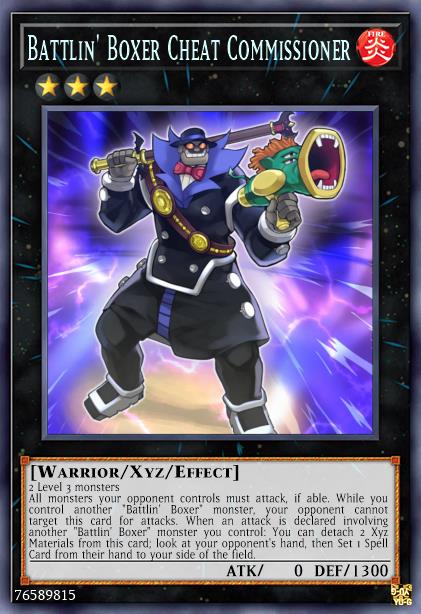 BATTLIN' BOXER CHEAT COMMISSIONER
FIRE
炎
[WARRIOR/XYZ/EFFECT]
2 Level 3 monsters
All monsters your opponent controls must attack, if able. While you
control another "Battlin' Boxer" monster, your opponent cannot
target this card for attacks. When an attack is declared involving
another "Battlin' Boxer" monster you control: You can detach 2 Xyz
Materials from this card; look at your opponent's hand, then Set 1 Spell
Card from their hand to your side of the field.
ATK/ 0 DEF/1300
76589815